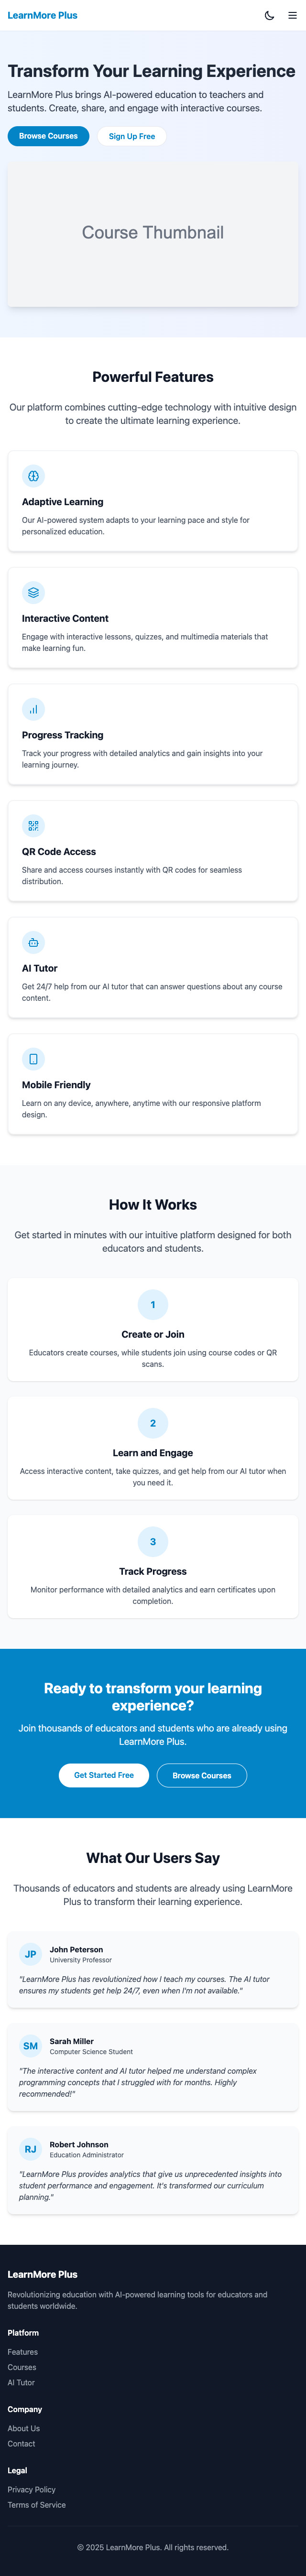 LearnMore Plus
Transform Your Learning Experience
LearnMore Plus brings AI-powered education to teachers and
students. Create, share, and engage with interactive courses.
Browse Courses
Sign Up Free
Course Thumbnail
Powerful Features
Our platform combines cutting-edge technology with intuitive design
to create the ultimate learning experience.
Adaptive Learning
Our AI-powered system adapts to your learning pace and style for
personalized education.
Interactive Content
Engage with interactive lessons, quizzes, and multimedia materials that
make learning fun.
Progress Tracking
Track your progress with detailed analytics and gain insights into your
learning journey.
QR Code Access
Share and access courses instantly with QR codes for seamless
distribution.
AI Tutor
Get 24/7 help from our AI tutor that can answer questions about any course
content.
Mobile Friendly
Learn on any device, anywhere, anytime with our responsive platform
design.
How It Works
Get started in minutes with our intuitive platform designed for both
educators and students.
1
Create or Join
Educators create courses, while students join using course codes or QR
scans.
2
Learn and Engage
Access interactive content, take quizzes, and get help from our AI tutor when
you need it.
3
Track Progress
Monitor performance with detailed analytics and earn certificates upon
completion.
Ready to transform your learning
experience?
Join thousands of educators and students who are already using
LearnMore Plus.
Get Started Free
Browse Courses
What Our Users Say
Thousands of educators and students are already using LearnMore
Plus to transform their learning experience.
JP
John Peterson
University Professor
"LearnMore Plus has revolutionized how I teach my courses. The AI tutor
ensures my students get help 24/7, even when I'm not available."
SM
Sarah Miller
Computer Science Student
"The interactive content and AI tutor helped me understand complex
programming concepts that I struggled with for months. Highly
recommended!"
RJ
Robert Johnson
Education Administrator
"LearnMore Plus provides analytics that give us unprecedented insights into
student performance and engagement. It's transformed our curriculum
planning."
LearnMore Plus
Revolutionizing education with AI-powered learning tools for educators and
students worldwide.
Platform
Features
Courses
AI Tutor
Company
About Us
Contact
Legal
Privacy Policy
Terms of Service
© 2025 LearnMore Plus. All rights reserved.